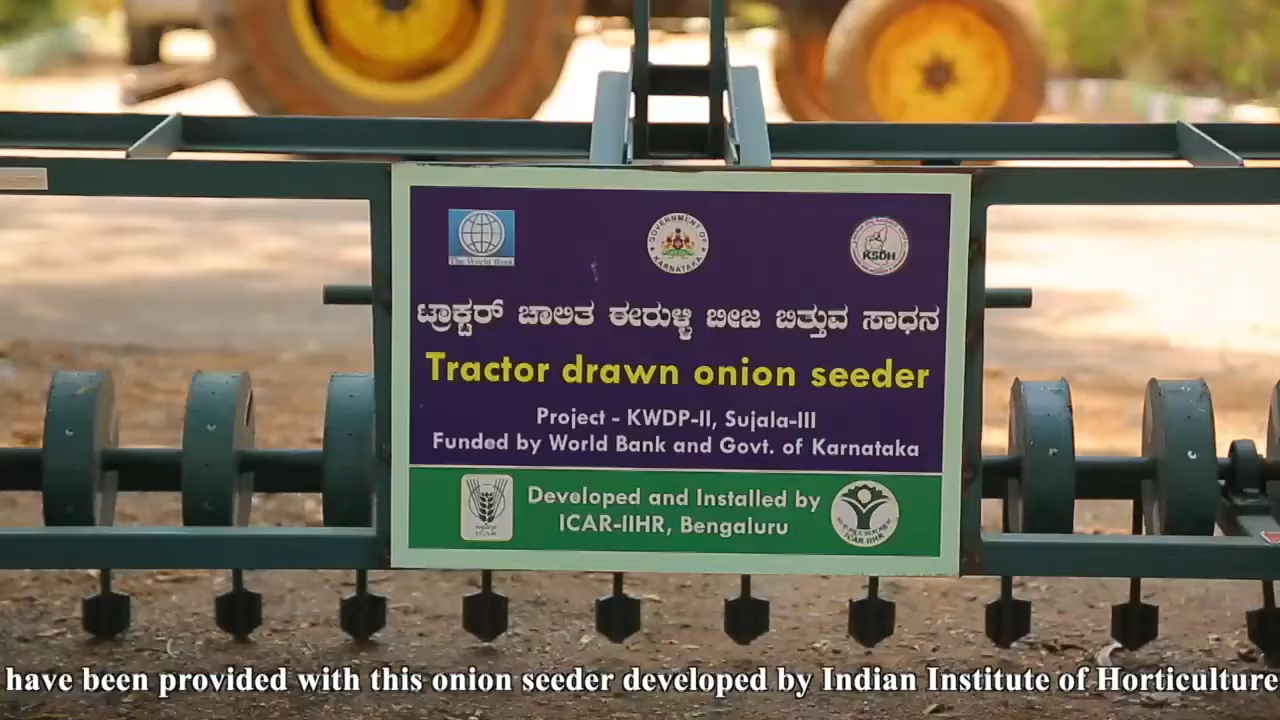 The World Bank
GOVERNMENT OF KARNATAKA
KSDH
ಟ್ರಾಕ್ಟರ್ ಚಾಲಿತ ಈರುಳ್ಳಿ ಬೀಜ ಬಿತ್ತುವ ಸಾಧನ
Tractor drawn onion seeder
Project - KWDP-II, Sujala-III
Funded by World Bank and Govt. of Karnataka
ICAR
Developed and Installed by
ICAR-IIHR, Bengaluru
ICAR-IIHR
have been provided with this onion seeder developed by Indian Institute of Horticulture